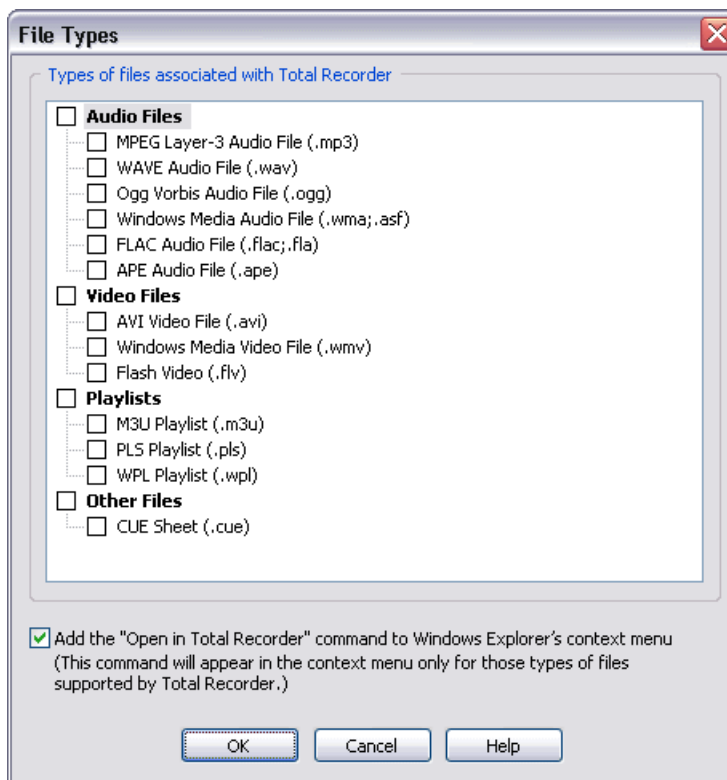 File Types
Types of files associated with Total Recorder
Audio Files
MPEG Layer-3 Audio File (.mp3)
WAVE Audio File (.wav)
Ogg Vorbis Audio File (.ogg)
Windows Media Audio File (.wma;.asf)
FLAC Audio File (.flac;.fla)
APE Audio File (.ape)
Video Files
AVI Video File (.avi)
Windows Media Video File (.wmv)
Flash Video (.flv)
Playlists
M3U Playlist (.m3u)
PLS Playlist (.pls)
WPL Playlist (.wpl)
Other Files
CUE Sheet (.cue)
Add the "Open in Total Recorder" command to Windows Explorer's context menu
(This command will appear in the context menu only for those types of files
supported by Total Recorder.)
OK
Cancel
Help